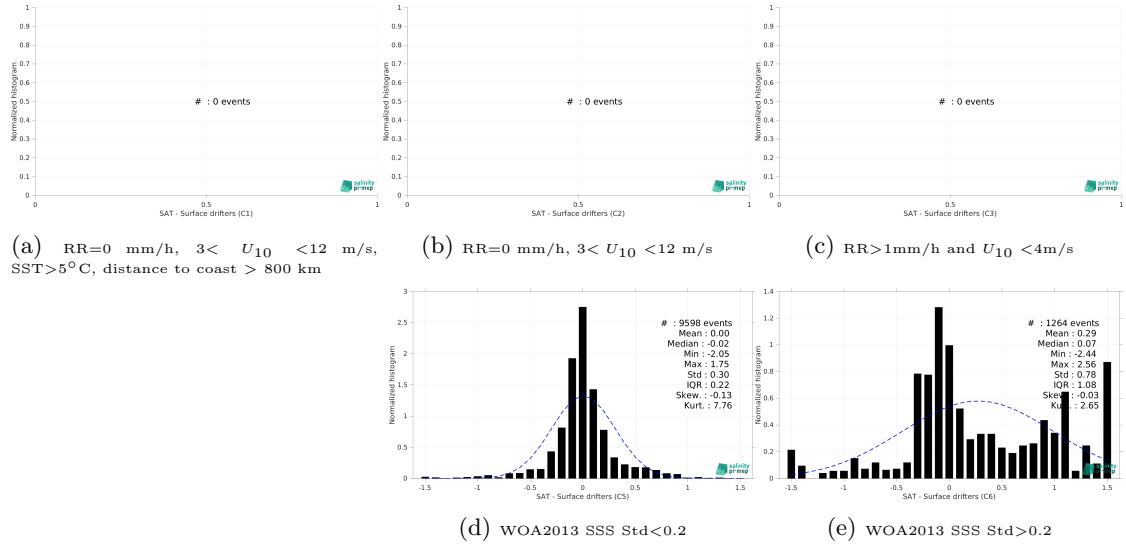 1
0.9
0.8
0.7
0.6
0.5
0.4
0.3
0.2
0.1
0
Normalized histogram
# : 0 events
0 0.5 1
SAT - Surface drifters (C1)
salinity
pi-mep
1
0.9
0.8
0.7
0.6
0.5
0.4
0.3
0.2
0.1
0
Normalized histogram
# : 0 events
0 0.5 1
SAT - Surface drifters (C2)
salinity
pi-mep
1
0.9
0.8
0.7
0.6
0.5
0.4
0.3
0.2
0.1
0
Normalized histogram
# : 0 events
0 0.5 1
SAT - Surface drifters (C3)
salinity
pi-mep
(a) RR=0 mm/h, 3< U10 <12 m/s,
SST>5°C, distance to coast > 800 km
(b) RR=0 mm/h, 3< U10 <12 m/s
(c) RR>1mm/h and U10 <4m/s
3
2.5
2
1.5
1
0.5
0
Normalized histogram
# : 9598 events
Mean : 0.00
Median : -0.02
Min : -2.05
Max : 1.75
Std : 0.30
IQR : 0.22
Skew. : -0.13
Kurt. : 7.76
-1.5 -1 -0.5 0 0.5 1 1.5
SAT - Surface drifters (C5)
salinity
pi-mep
1.4
1.2
1
0.8
0.6
0.4
0.2
0
Normalized histogram
# : 1264 events
Mean : 0.29
Median : 0.07
Min : -2.44
Max : 2.56
Std : 0.78
IQR : 1.08
Skew. : -0.03
Kurt. : 2.65
-1.5 -1 -0.5 0 0.5 1 1.5
SAT - Surface drifters (C6)
salinity
pi-mep
(d) WOA2013 SSS Std<0.2
(e) WOA2013 SSS Std>0.2